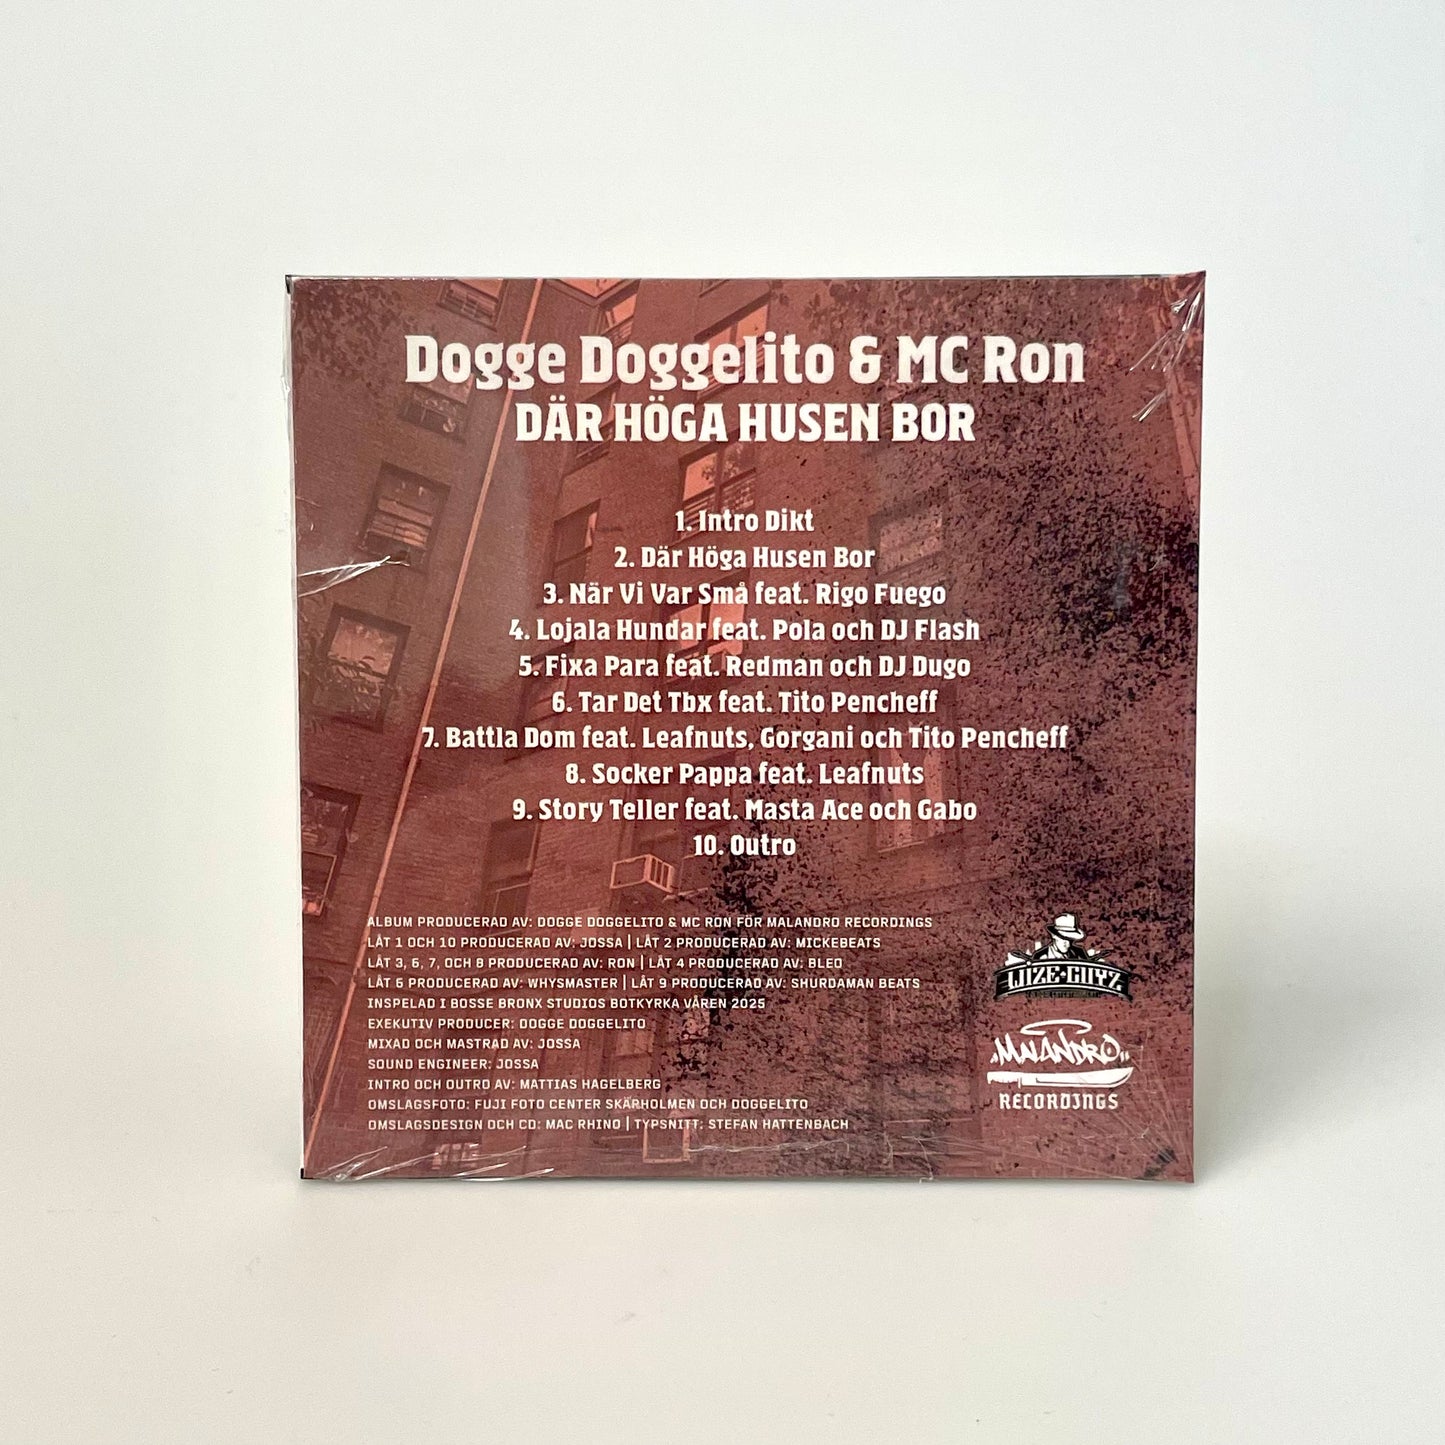 Dogge Doggelito & MC Ron
DÄR HÖGA HUSEN BOR
1. Intro Dikt
2. Där Höga Husen Bor
3. När Vi Var Små feat. Rigo Fuego
4. Lojala Hundar feat. Pola och DJ Flash
5. Fixa Para feat. Redman och DJ Dugo
6. Tar Det Tbx feat. Tito Pencheff
7. Battla Dom feat. Leafnuts, Gorgani och Tito Pencheff
8. Socker Pappa feat. Leafnuts
9. Story Teller feat. Masta Ace och Gabo
10. Outro
ALBUM PRODUCERAD AV: DOGGE DOGGELITO & MC RON FÖR MALANDRO RECORDINGS
LÅT 1 OCH 10 PRODUCERAD AV: JOSSA | LÅT 2 PRODUCERAD AV: MICKEBEATS
LÅT 3, 5, 7, OCH 8 PRODUCERAD AV: RON | LÅT 4 PRODUCERAD AV: BLEO
LÅT 6 PRODUCERAD AV: WHYSMASTER | LÅT 9 PRODUCERAD AV: SHURDAMAN BEATS
INSPELAD I BOSSE BRONX STUDIOS BOTKYRKA VÅREN 2025
EXEKUTIV PRODUCER: DOGGE DOGGELITO
MIXAD OCH MASTRAD AV: JOSSA
SOUND ENGINEER: JOSSA
INTRO OCH OUTRO AV: MATTIAS HAGELBERG
OMSLAGSFOTO: FUJI FOTO CENTER SKÄRHOLMEN OCH DOGGELITO
OMSLAGSDESIGN OCH CD: MAC RHINO | TYPSNITT: STEFAN HATTENBACH
WIZE GUYZ
MALANDRO
RECORDINGS